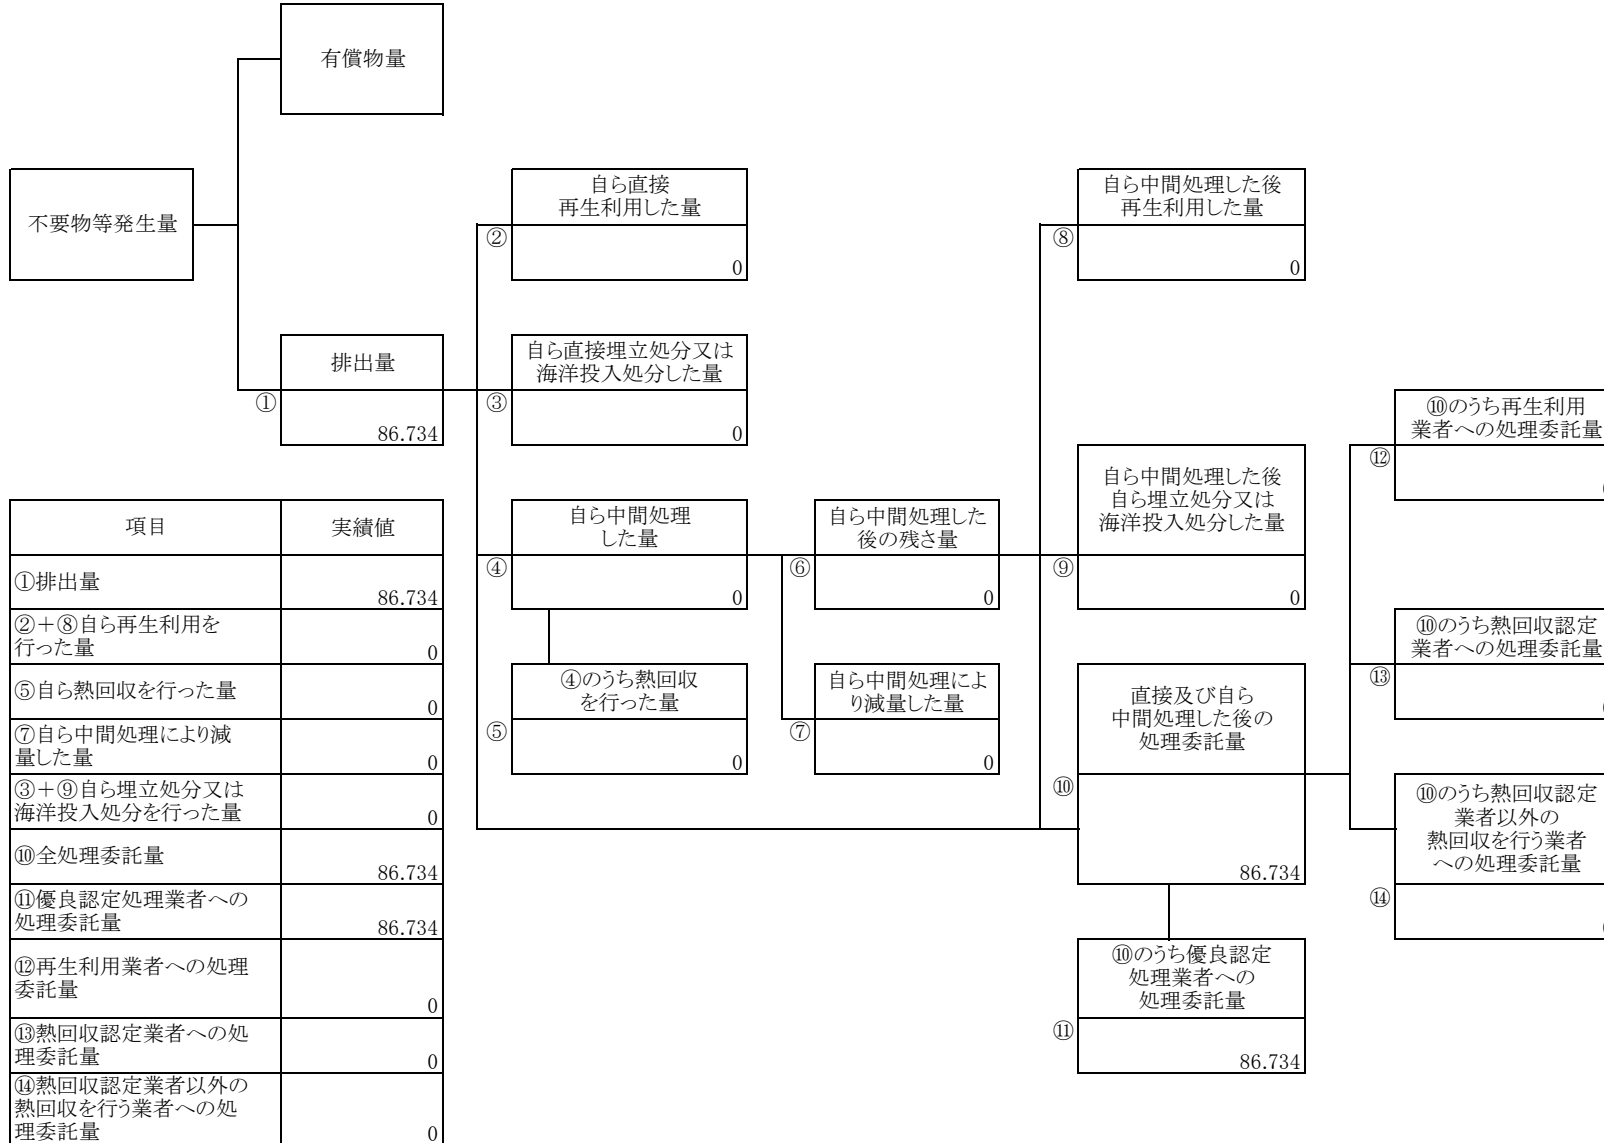 有償物量
不要物等発生量
自ら直接
再生利用した量
②
0
自ら中間処理した後
再生利用した量
⑧
0
排出量
①
86.734
自ら直接埋立処分又は
海洋投入処分した量
③
0
⑩のうち再生利用
業者への処理委託量
⑫
自ら中間処理した後
自ら埋立処分又は
海洋投入処分した量
⑨
0
自ら中間処理
した量
④
0
自ら中間処理した
後の残さ量
⑥
0
⑩のうち熱回収認定
業者への処理委託量
⑬
④のうち熱回収
を行った量
⑤
0
自ら中間処理によ
り減量した量
⑦
0
直接及び自ら
中間処理した後の
処理委託量
⑩
86.734
⑩のうち熱回収認定
業者以外の
熱回収を行う業者
への処理委託量
⑭
⑩のうち優良認定
処理業者への
処理委託量
⑪
86.734
項目
実績値
①排出量
86.734
②+⑧自ら再生利用を
行った量
0
⑤自ら熱回収を行った量
0
⑦自ら中間処理により減
量した量
0
③+⑨自ら埋立処分又は
海洋投入処分を行った量
0
⑩全処理委託量
86.734
⑪優良認定処理業者への
処理委託量
86.734
⑫再生利用業者への処理
委託量
0
⑬熱回収認定業者への処
理委託量
0
⑭熱回収認定業者以外の
熱回収を行う業者への処
理委託量
0